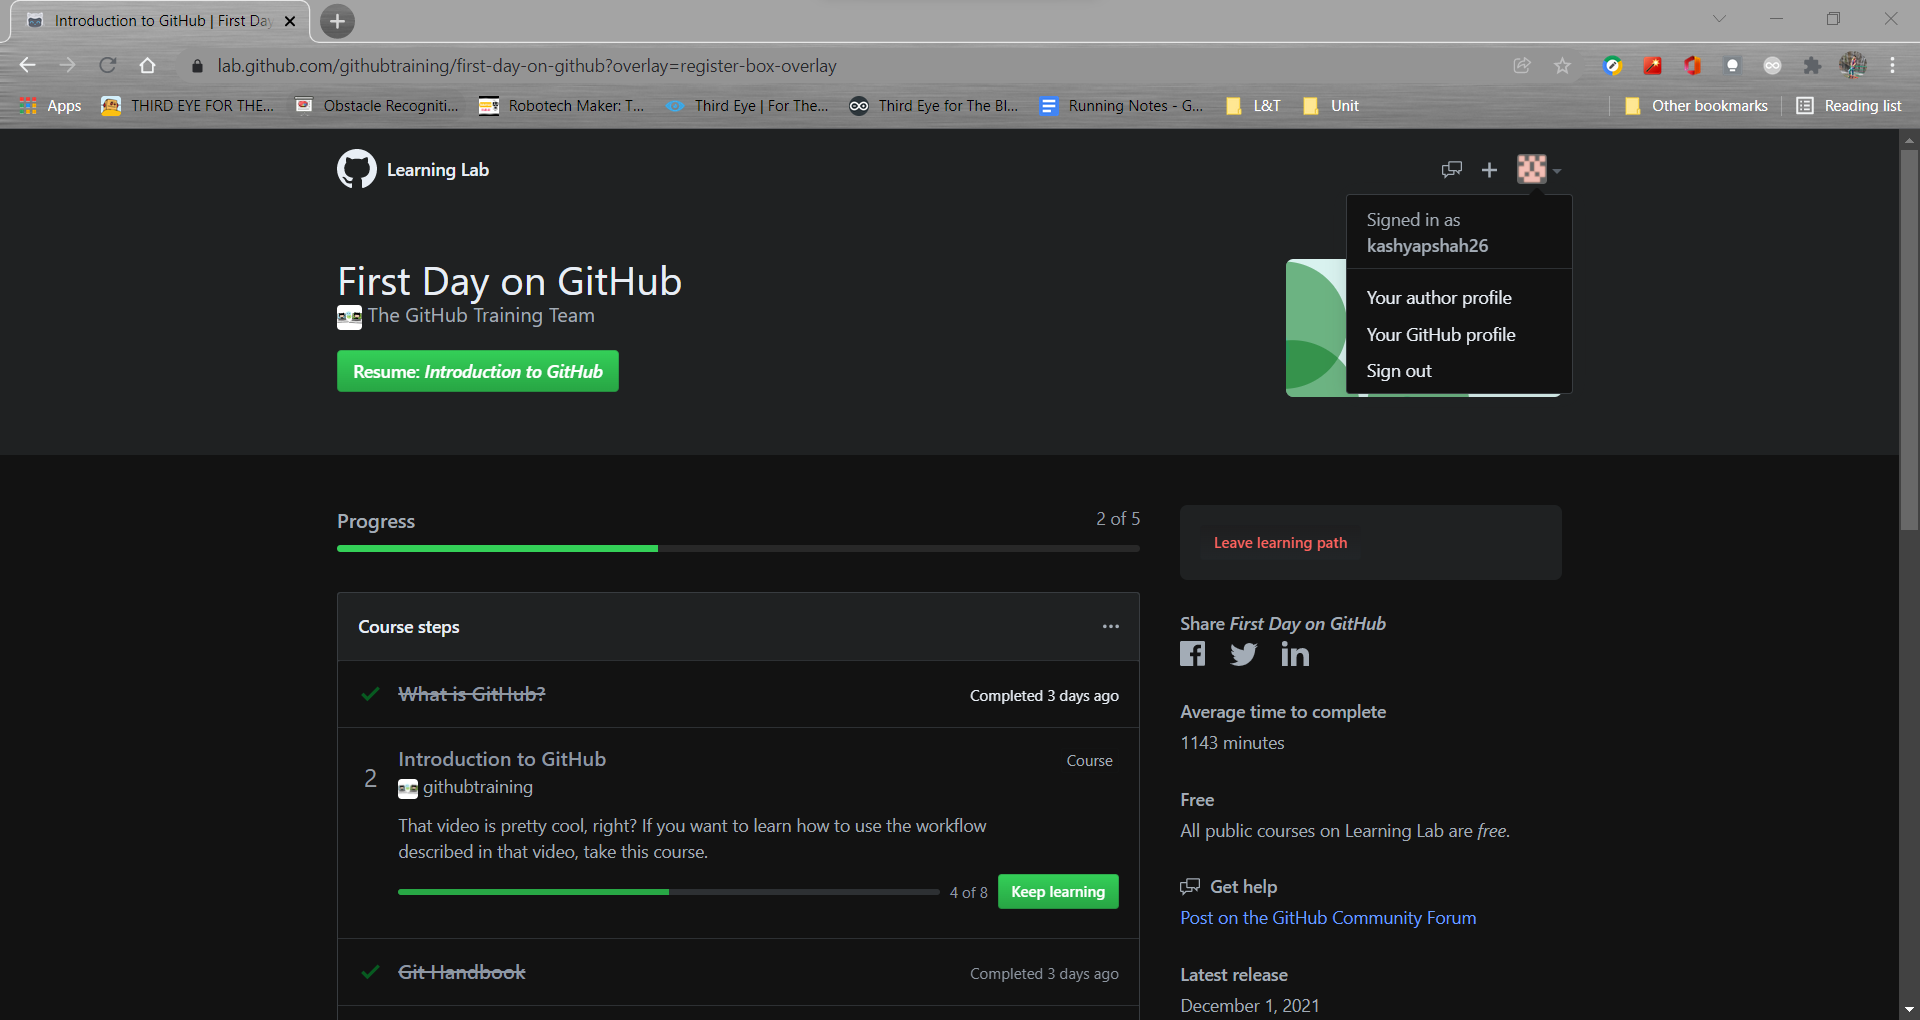 Introduction to GitHub | First Day
lab.github.com/githubtraining/first-day-on-github?overlay=register-box-overlay
Apps
THIRD EYE FOR THE...
Obstacle Recogniti...
Robotech Maker: T...
Third Eye | For The...
Third Eye for The Bl...
Running Notes - G...
L&T
Unit
Other bookmarks
Reading list
Learning Lab
Signed in as
kashyapshah26
Your author profile
Your GitHub profile
Sign out
First Day on GitHub
The GitHub Training Team
Resume: Introduction to GitHub
Progress
2 of 5
Course steps
What is GitHub?
Completed 3 days ago
2
Introduction to GitHub
Course
githubtraining
That video is pretty cool, right? If you want to learn how to use the workflow
described in that video, take this course.
4 of 8
Keep learning
Git Handbook
Completed 3 days ago
Leave learning path
Share First Day on GitHub
Average time to complete
1143 minutes
Free
All public courses on Learning Lab are free.
Get help
Post on the GitHub Community Forum
Latest release
December 1, 2021